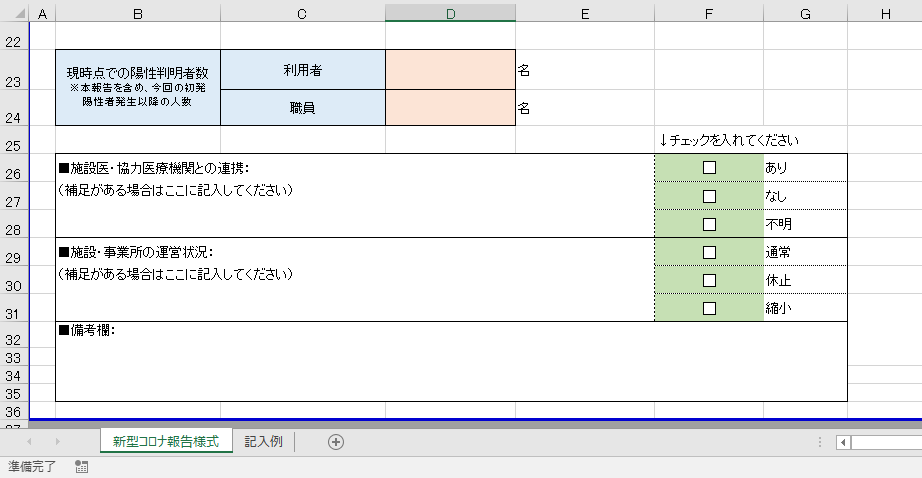 A B C D E F G H
22
23 現時点での陽性判明者数 利用者 名
※本報告を含め、今回の初発
陽性者発生以降の人数
24 職員 名
25 ↓チェックを入れてください
26 ■施設医・協力医療機関との連携: あり
27 (補足がある場合はここに記入してください) なし
28 不明
29 ■施設・事業所の運営状況: 通常
30 (補足がある場合はここに記入してください) 休止
31 縮小
32 ■備考欄:
33
34
35
36
37
新型コロナ報告様式 記入例
準備完了